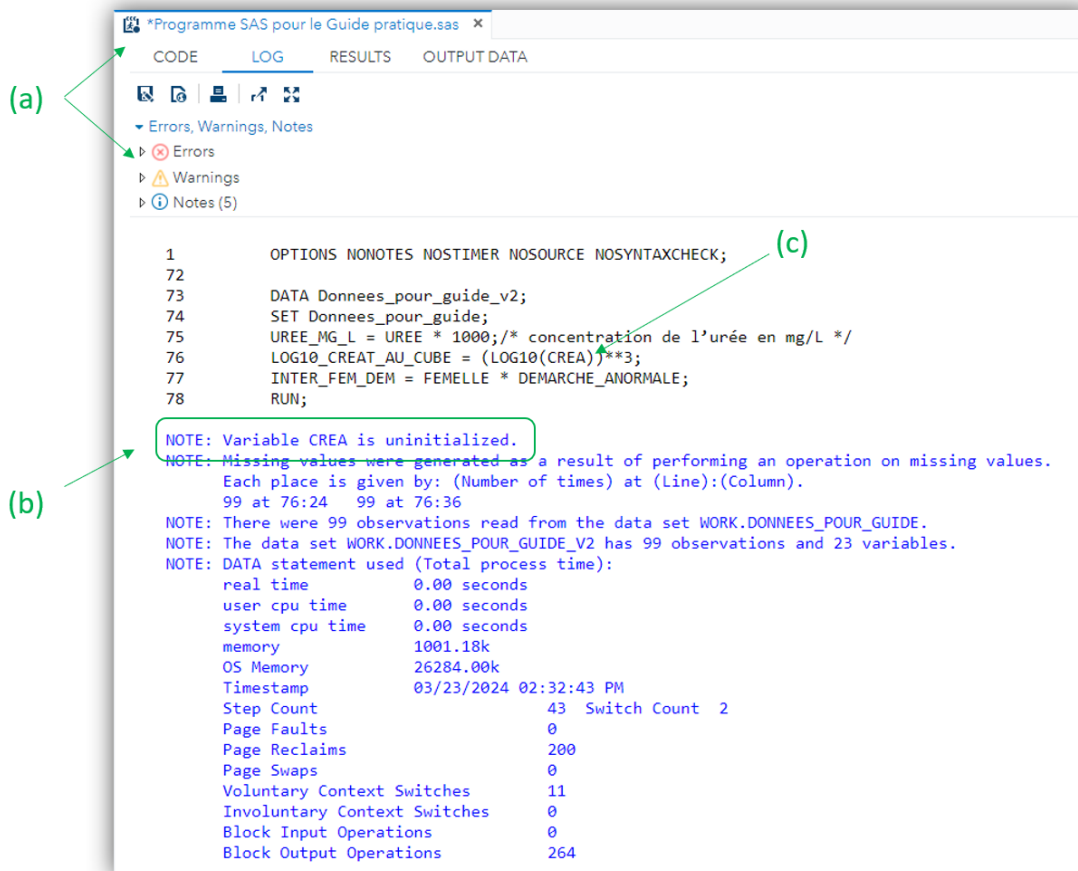 *Programme SAS pour le Guide pratique.sas ×
CODE LOG RESULTS OUTPUT DATA
(a)
Errors, Warnings, Notes
Errors
Warnings
Notes (5)
(c)
1 OPTIONS NONOTES NOSTIMER NOSOURCE NOSYNTAXCHECK;
72
73 DATA Donnees_pour_guide_v2;
74 SET Donnees_pour_guide;
75 UREE_MG_L = UREE * 1000;/* concentration de l’urée en mg/L */
76 LOG10_CREAT_AU_CUBE = (LOG10(CREA))**3;
77 INTER_FEM_DEM = FEMELLE * DEMARCHE_ANORMALE;
78 RUN;
NOTE: Variable CREA is uninitialized.
NOTE: Missing values were generated as a result of performing an operation on missing values.
Each place is given by: (Number of times) at (Line):(Column).
(b)
99 at 76:24 99 at 76:36
NOTE: There were 99 observations read from the data set WORK.DONNEES_POUR_GUIDE.
NOTE: The data set WORK.DONNEES_POUR_GUIDE_V2 has 99 observations and 23 variables.
NOTE: DATA statement used (Total process time):
real time 0.00 seconds
user cpu time 0.00 seconds
system cpu time 0.00 seconds
memory 1001.18k
OS Memory 26284.00k
Timestamp 03/23/2024 02:32:43 PM
Step Count 43 Switch Count 2
Page Faults 0
Page Reclaims 200
Page Swaps 0
Voluntary Context Switches 11
Involuntary Context Switches 0
Block Input Operations 0
Block Output Operations 264